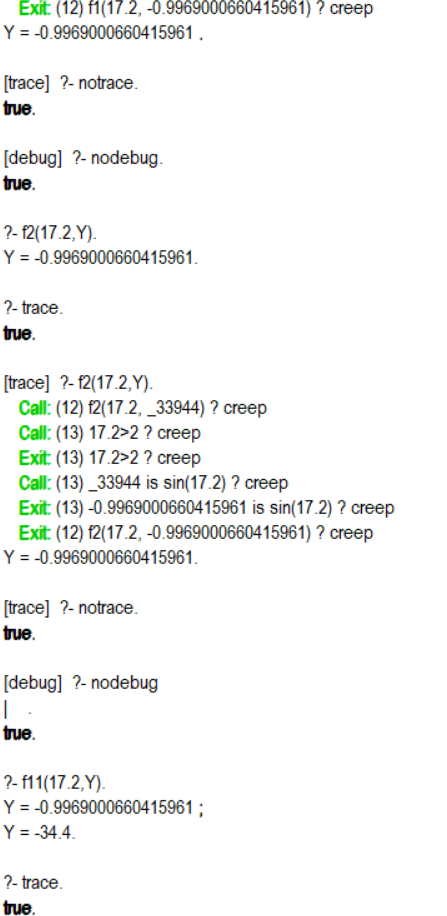 Exit: (12) f1(17.2, -0.9969000660415961) ? creep
Y = -0.9969000660415961 .
[trace]  ?- notrace.
true.
[debug]  ?- nodebug.
true.
?- f2(17.2,Y).
Y = -0.9969000660415961.
?- trace.
true.
[trace]  ?- f2(17.2,Y).
Call: (12) f2(17.2, _33944) ? creep
Call: (13) 17.2>2 ? creep
Exit: (13) 17.2>2 ? creep
Call: (13) _33944 is sin(17.2) ? creep
Exit: (13) -0.9969000660415961 is sin(17.2) ? creep
Exit: (12) f2(17.2, -0.9969000660415961) ? creep
Y = -0.9969000660415961.
[trace]  ?- notrace.
true.
[debug]  ?- nodebug
|    .
true.
?- f11(17.2,Y).
Y = -0.9969000660415961 ;
Y = -34.4.
?- trace.
true.